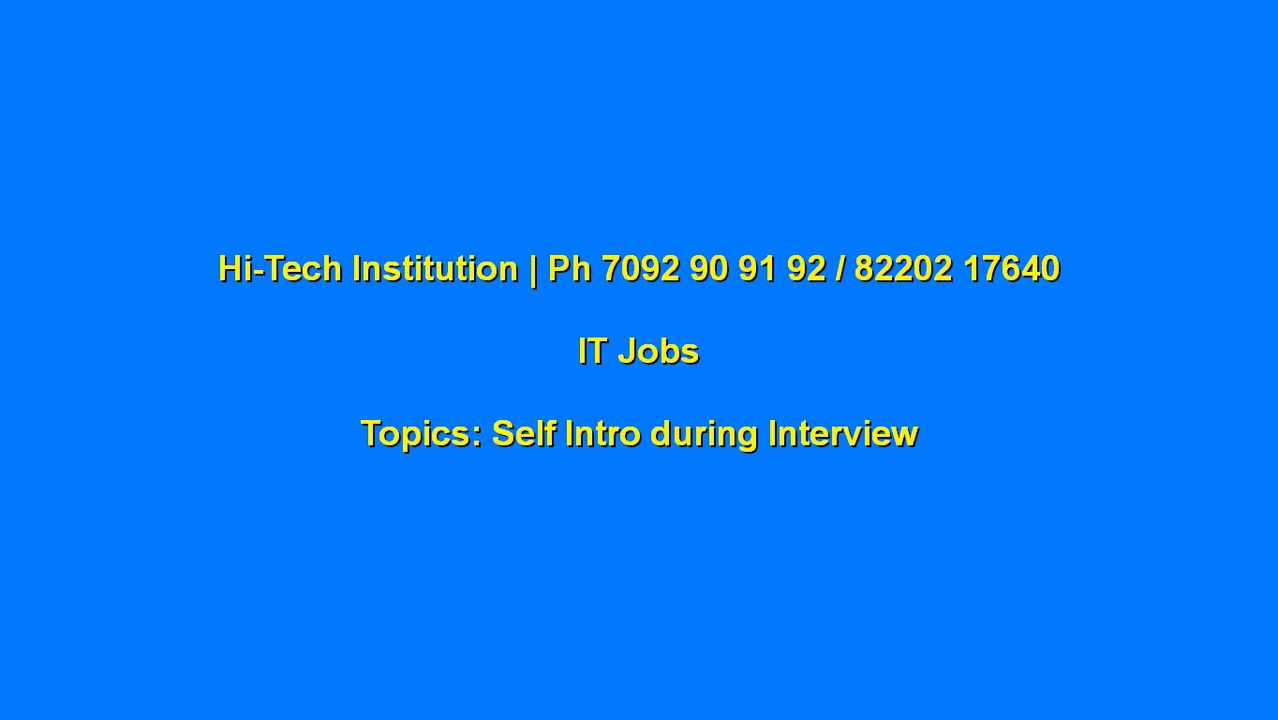 Hi-Tech Institution | Ph 7092 90 91 92 / 82202 17640
IT Jobs
Topics: Self Intro during Interview